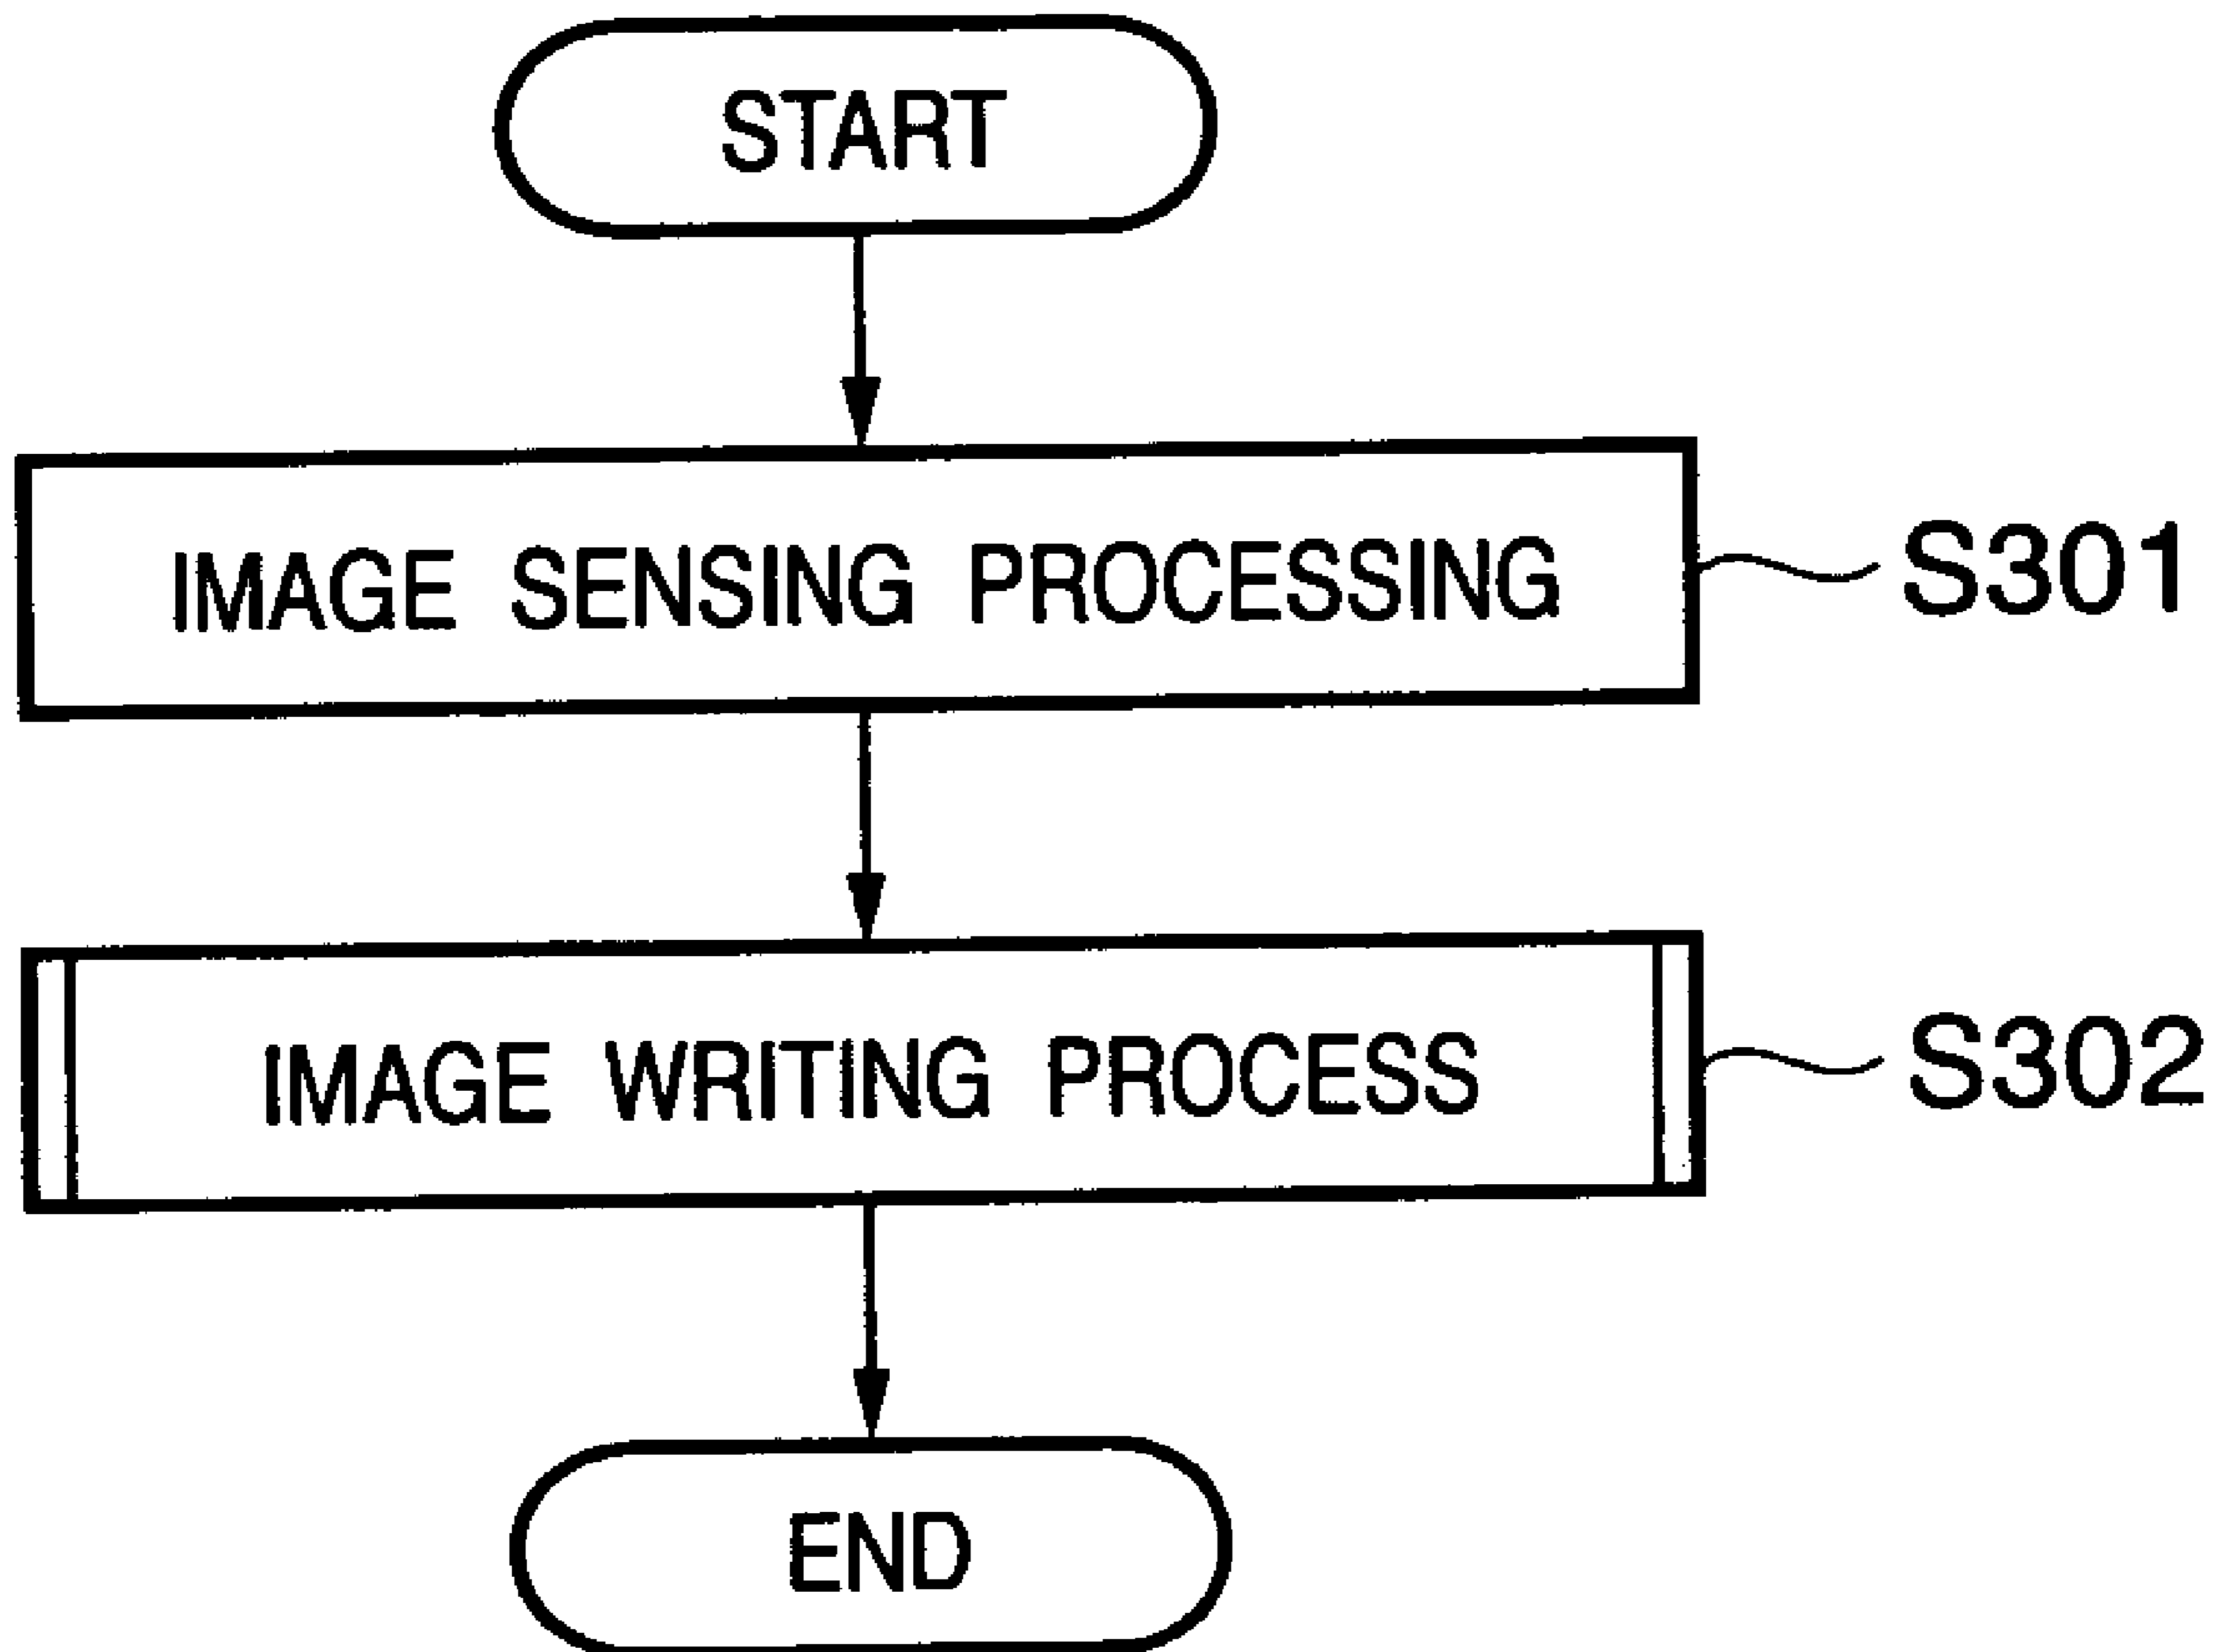 START
IMAGE SENSING PROCESSING
S301
IMAGE WRITING PROCESS
S302
END